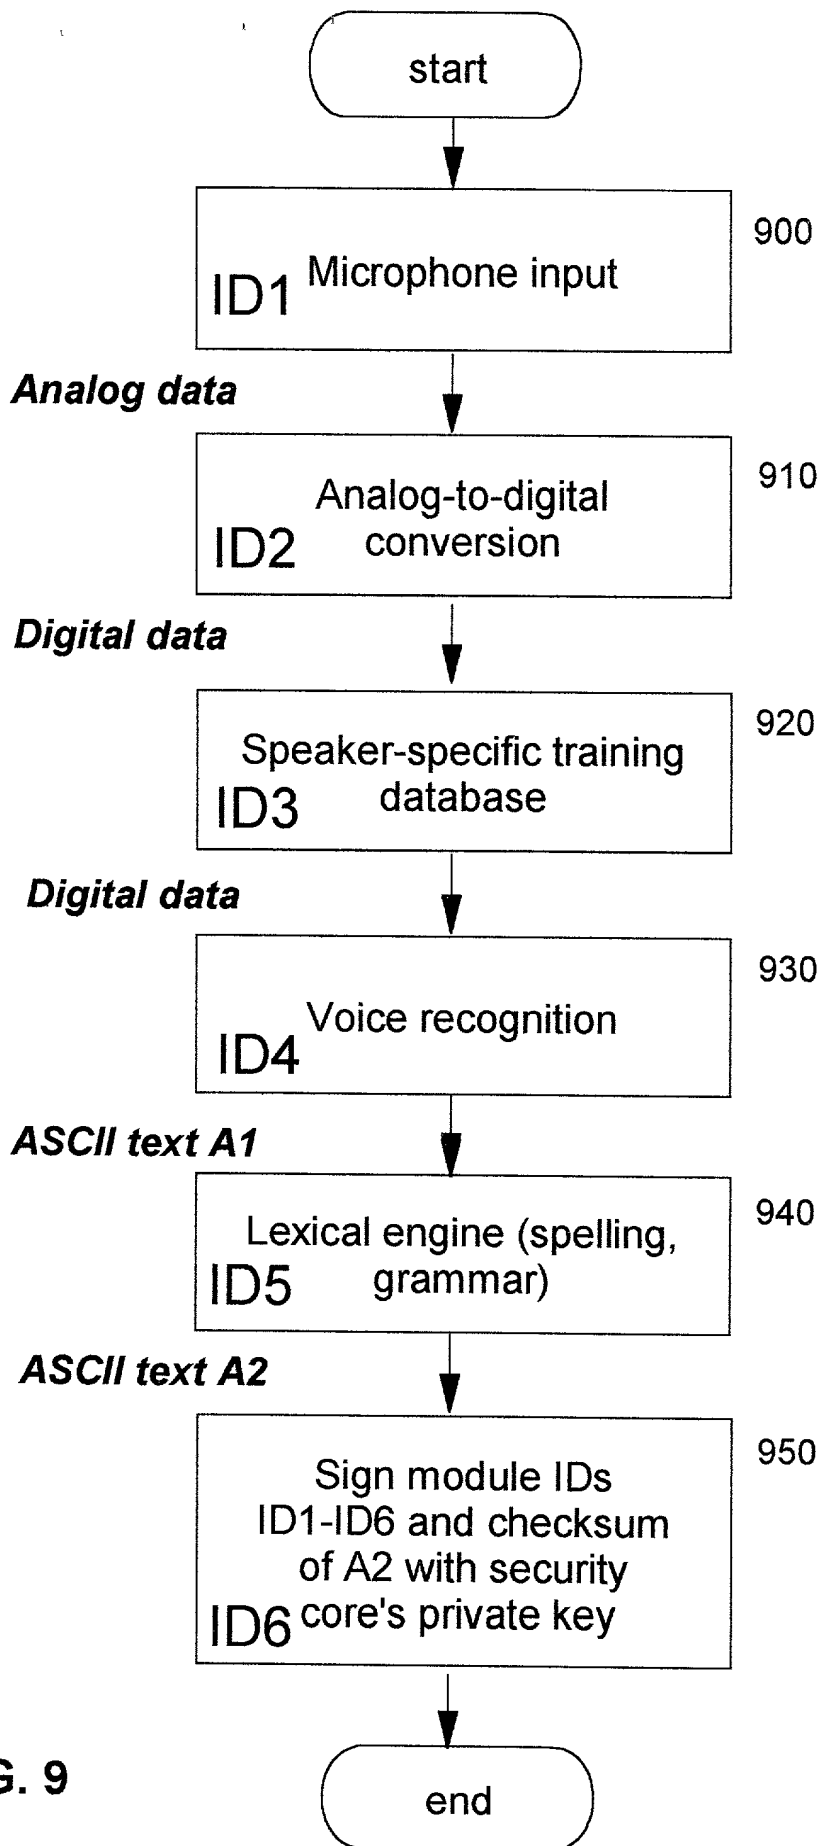 start
900
Microphone input
ID1
Analog data
910
Analog-to-digital
conversion
ID2
Digital data
920
Speaker-specific training
database
ID3
Digital data
930
Voice recognition
ID4
ASCII text A1
940
Lexical engine (spelling,
grammar)
ID5
ASCII text A2
950
Sign module IDs
ID1-ID6 and checksum
of A2 with security
core's private key
ID6
G. 9
end